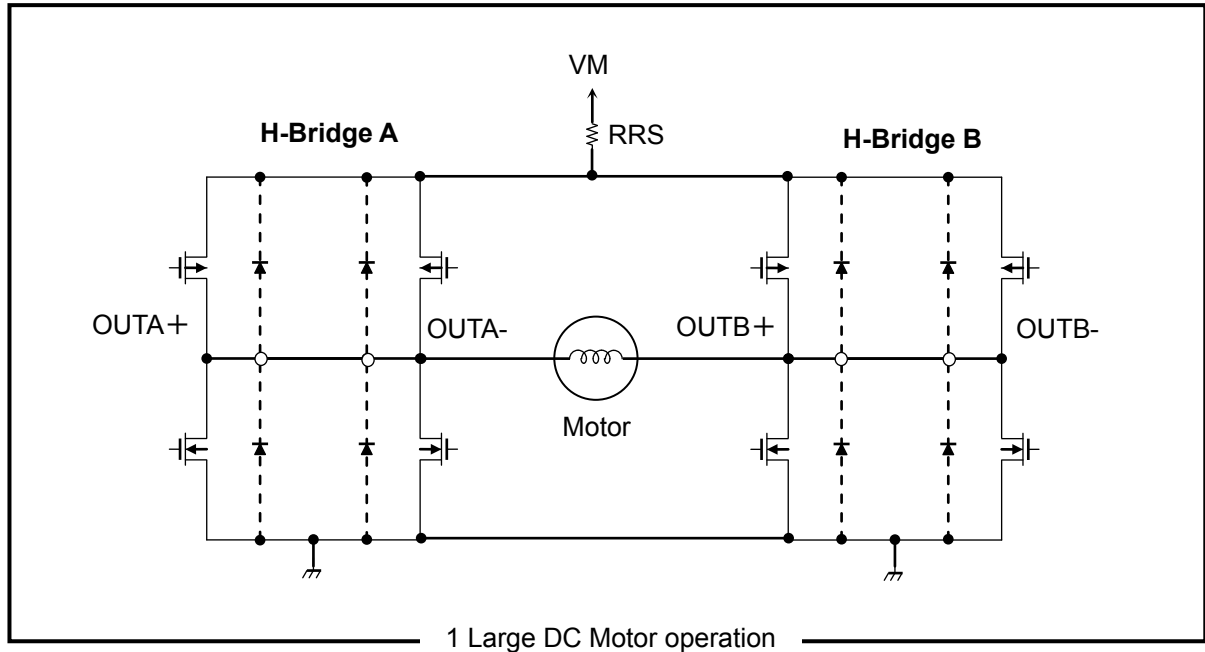 VM
RRS
H-Bridge A
H-Bridge B
OUTA+
OUTA-
OUTB+
OUTB-
Motor
1 Large DC Motor operation